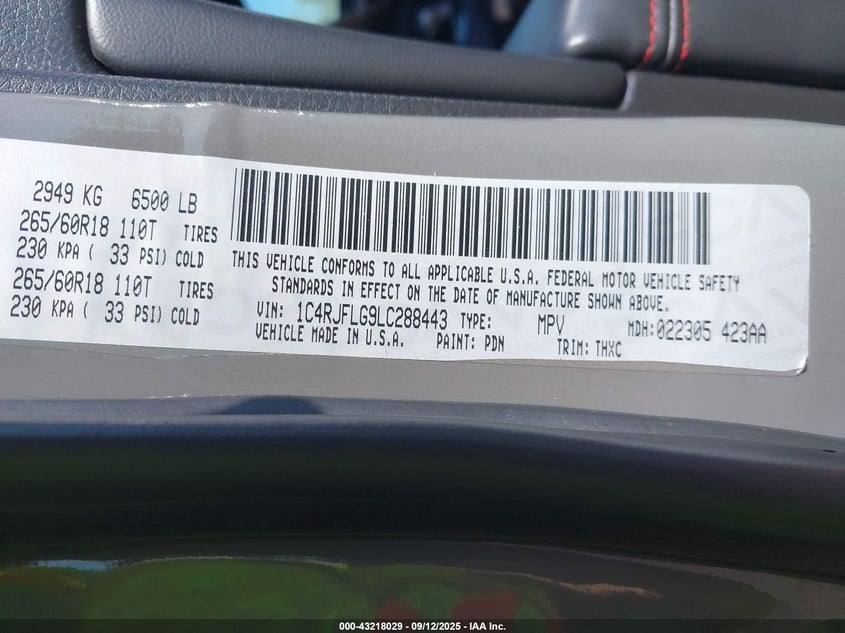 2949 KG 6500 LB
265/60R18 110T TIRES
230 KPA ( 33 PSI) COLD
265/60R18 110T TIRES
230 KPA ( 33 PSI) COLD
THIS VEHICLE CONFORMS TO ALL APPLICABLE U.S.A. FEDERAL MOTOR VEHICLE SAFETY
STANDARDS IN EFFECT ON THE DATE OF MANUFACTURE SHOWN ABOVE.
VIN: 1C4RJFLG9LC288443 TYPE: MPV MDH:022305 423AA
VEHICLE MADE IN U.S.A. PAINT: PDN TRIM: THXC
000-43218029 - 09/12/2025 - IAA Inc.